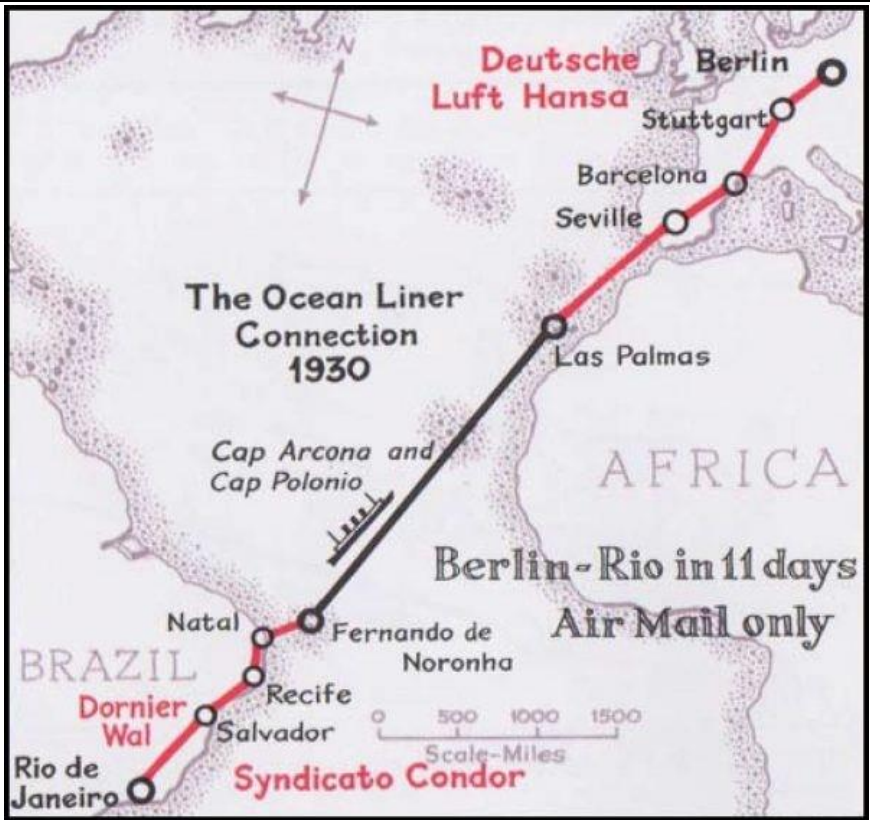 N
Deutsche
Luft Hansa
Berlin
Stuttgart
Barcelona
Seville
The Ocean Liner
Connection
1930
Las Palmas
Cap Arcona and
Cap Polonio
AFRICA
Berlin-Rio in 11 days
Air Mail only
Natal
Fernando de
Noronha
BRAZIL
Recife
Dornier
Wal
Salvador
0 500 1000 1500
Scale-Miles
Rio de
Janeiro
Syndicato Condor